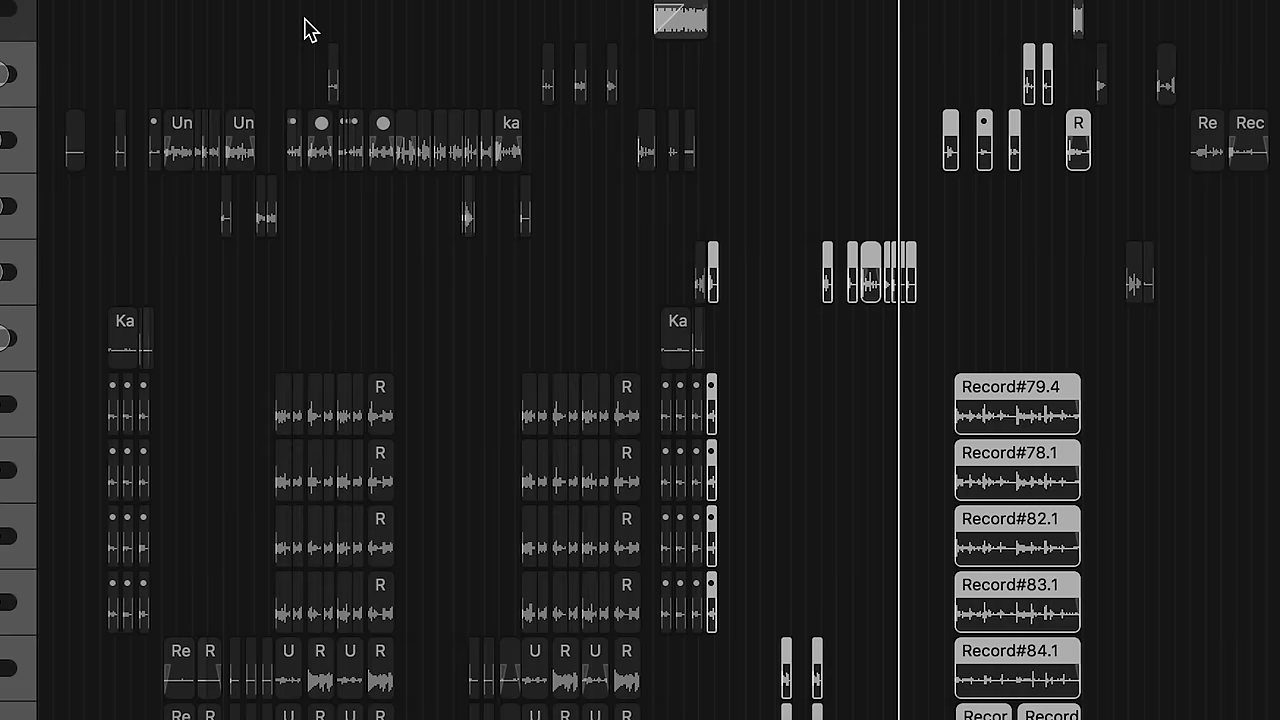 Un Un ka R Re Rec
Ka Ka
R R Record#79.4
R R Record#78.1
R R Record#82.1
R R Record#83.1
Re R U R U R U R U R Record#84.1
Re R U R U R U R U R Recor Record